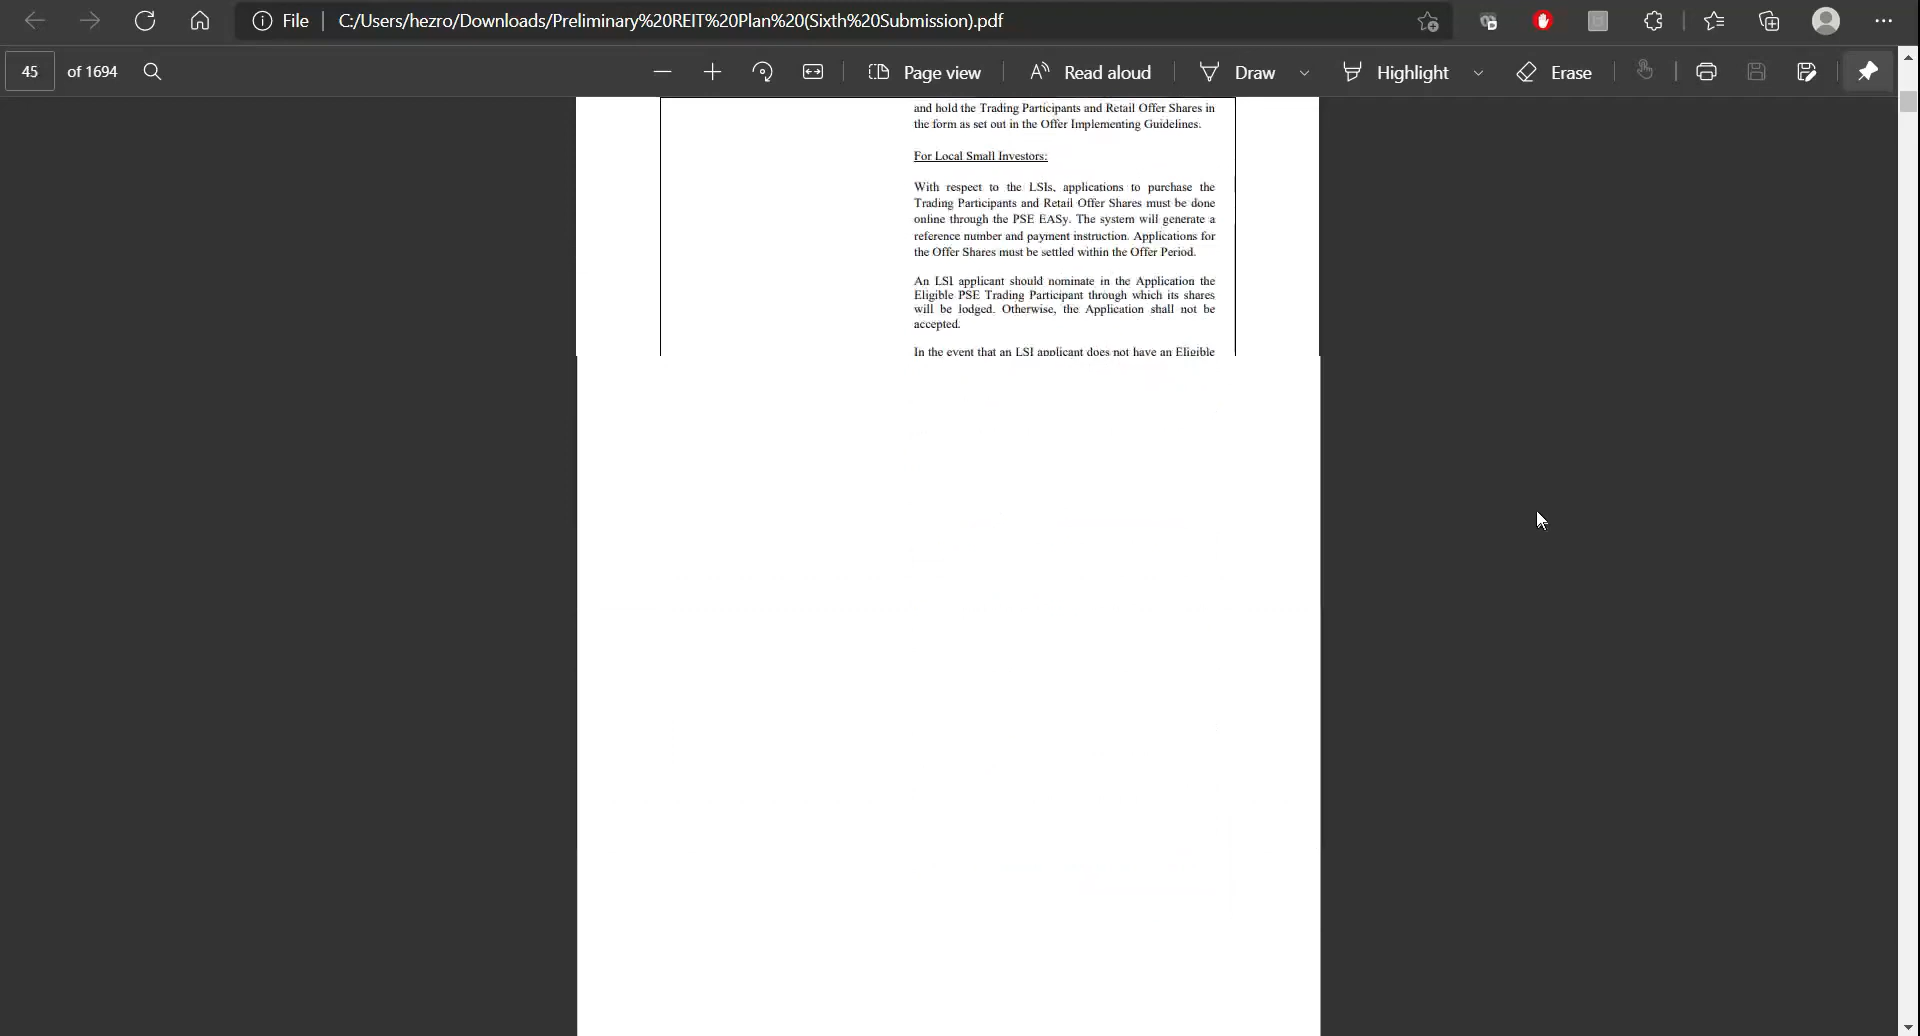 File
C:/Users/hezro/Downloads/Preliminary%20REIT%20Plan%20(Sixth%20Submission).pdf
45 of 1694
Page view
Read aloud
Draw
Highlight
Erase
and hold the Trading Participants and Retail Offer Shares in
the form as set out in the Offer Implementing Guidelines.
For Local Small Investors:
With respect to the LSIs, applications to purchase the
Trading Participants and Retail Offer Shares must be done
online through the PSE EASy. The system will generate a
reference number and payment instruction. Applications for
the Offer Shares must be settled within the Offer Period.
An LSI applicant should nominate in the Application the
Eligible PSE Trading Participant through which its shares
will be lodged. Otherwise, the Application shall not be
accepted.
In the event that an LSI applicant does not have an Eligible